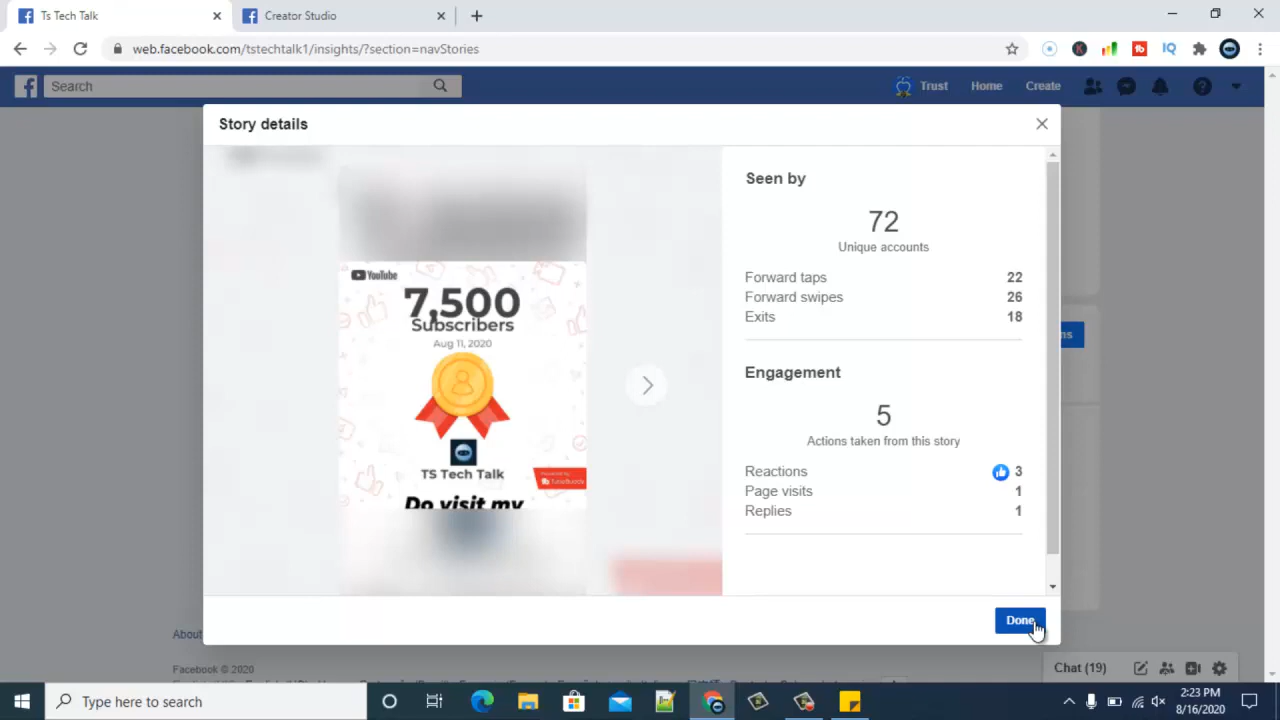 Ts Tech Talk
Creator Studio
web.facebook.com/tstechtalk1/insights/?section=navStories
Search
Trust
Home
Create
Story details
YouTube
7,500
Subscribers
Aug 11, 2020
TS Tech Talk
Do visit my
Seen by
72
Unique accounts
Forward taps 22
Forward swipes 26
Exits 18
Engagement
5
Actions taken from this story
Reactions 3
Page visits 1
Replies 1
Done
About
Facebook © 2020
Chat (19)
Type here to search
2:23 PM
8/16/2020